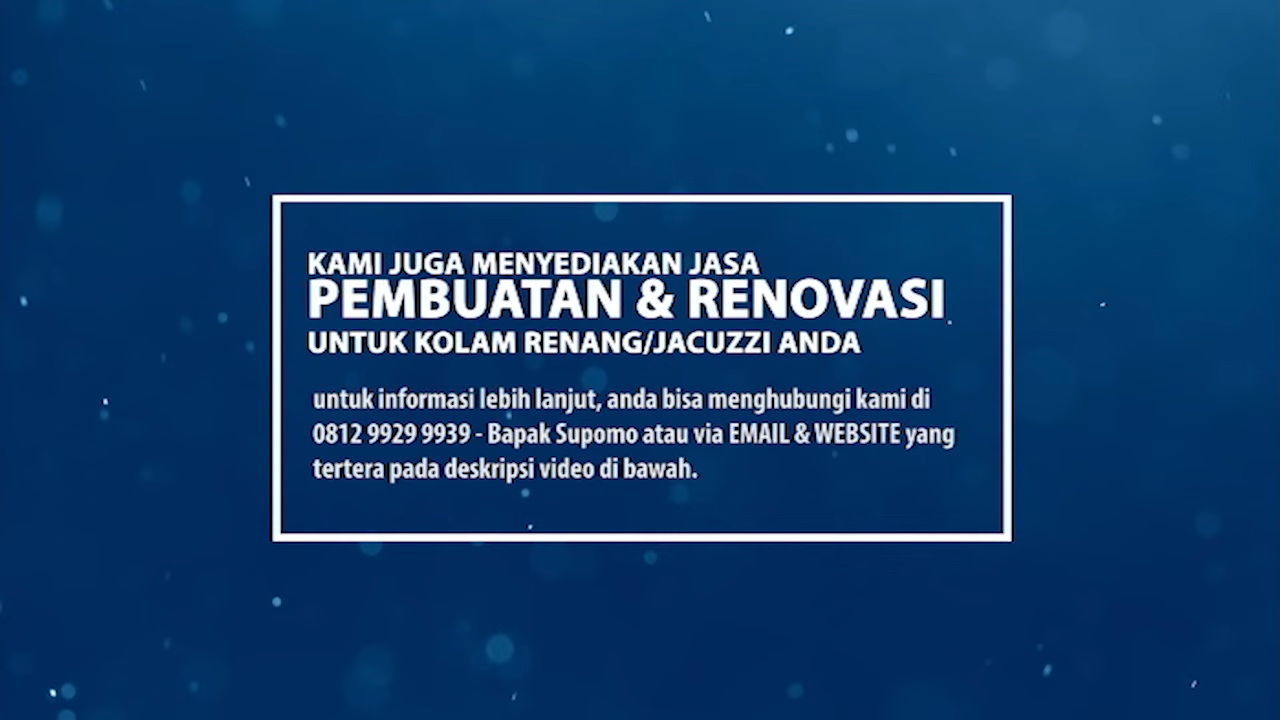 KAMI JUGA MENYEDIAKAN JASA
PEMBUATAN & RENOVASI
UNTUK KOLAM RENANG/JACUZZI ANDA
untuk informasi lebih lanjut, anda bisa menghubungi kami di
0812 9929 9939 - Bapak Supomo atau via EMAIL & WEBSITE yang
tertera pada deskripsi video di bawah.